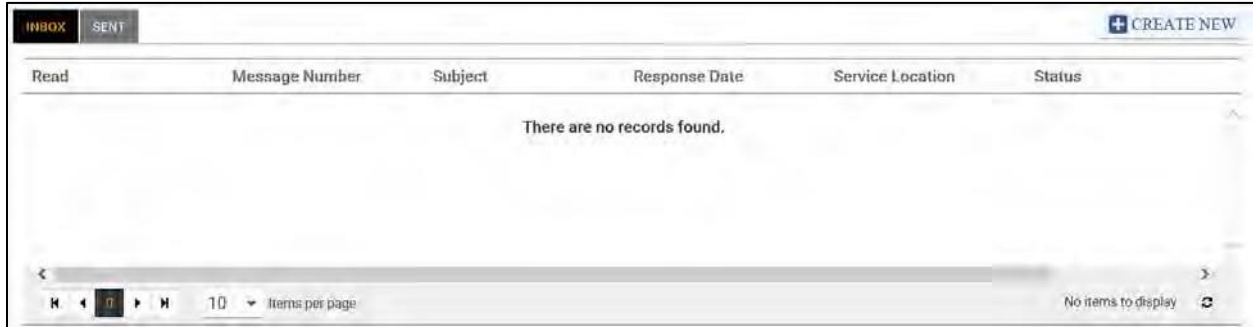 INBOX SENT CREATE NEW
Read Message Number Subject Response Date Service Location Status
There are no records found.
0 10 Items per page No items to display